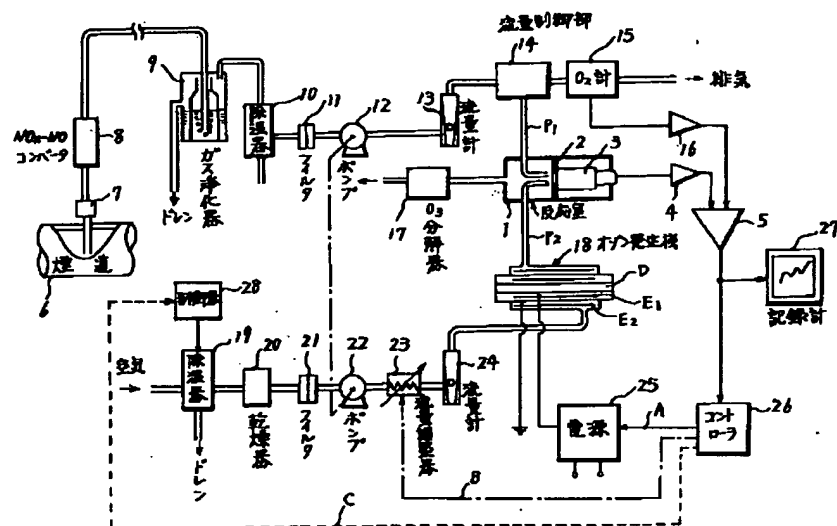 流量制御部
14
15
O₂計
排気
9
10
除湿器
11
12
13
流量計
NOx-NO
コンバータ
8
ガス浄化器
フィルタ
ポンプ
P₁
2
3
16
4
5
7
ドレン
17
O₃
分解器
1
反応室
P₂
18 オゾン発生機
煙道
6
D
E₁
E₂
27
記録計
28
19
20
21
22
23
24
流量計
空気
除湿器
乾燥器
フィルタ
ポンプ
25
電源
A
コント
ローラ
26
ドレン
B
C